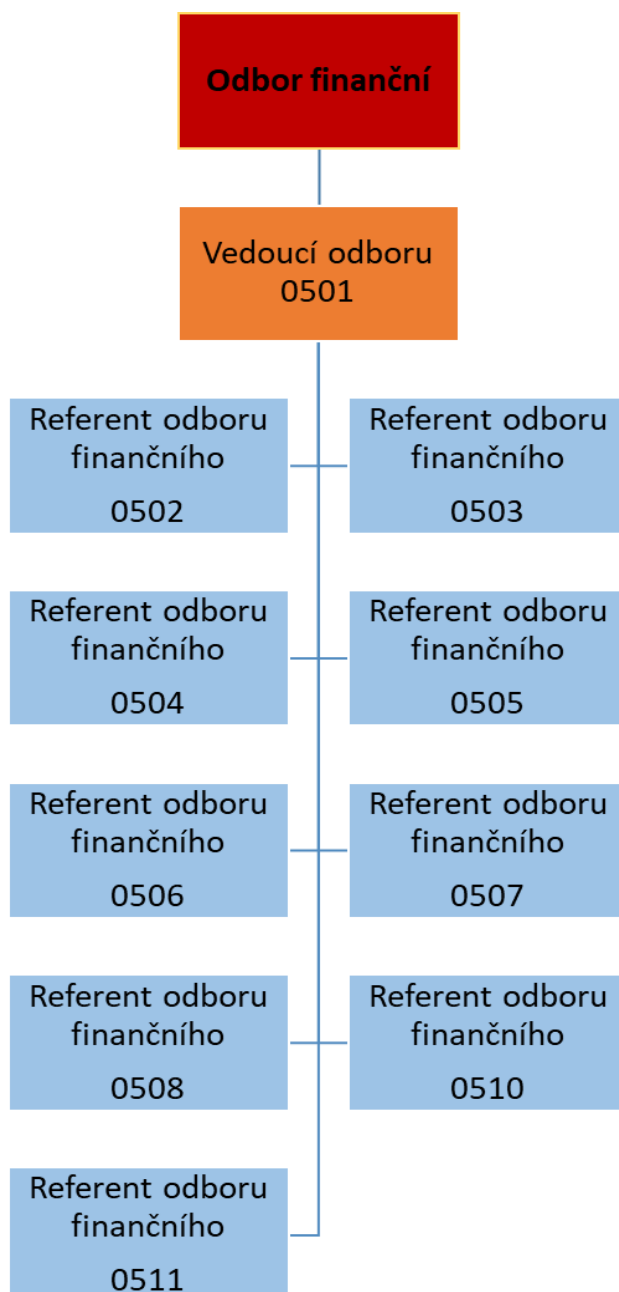 Odbor finanční
Vedoucí odboru
0501
Referent odboru
finančního
0502
Referent odboru
finančního
0503
Referent odboru
finančního
0504
Referent odboru
finančního
0505
Referent odboru
finančního
0506
Referent odboru
finančního
0507
Referent odboru
finančního
0508
Referent odboru
finančního
0510
Referent odboru
finančního
0511